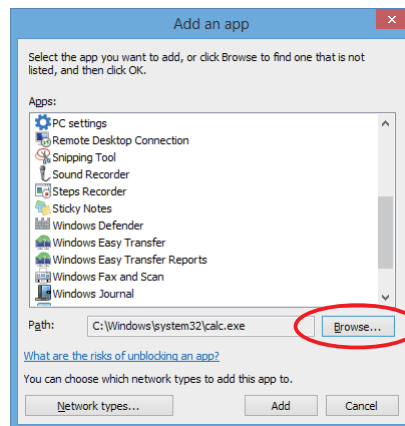 Add an app
Select the app you want to add, or click Browse to find one that is not
listed, and then click OK.
Apps:
PC settings
Remote Desktop Connection
Snipping Tool
Sound Recorder
Steps Recorder
Sticky Notes
Windows Defender
Windows Easy Transfer
Windows Easy Transfer Reports
Windows Fax and Scan
Windows Journal
Path: C:\Windows\system32\calc.exe Browse...
What are the risks of unblocking an app?
You can choose which network types to add this app to.
Network types... Add Cancel